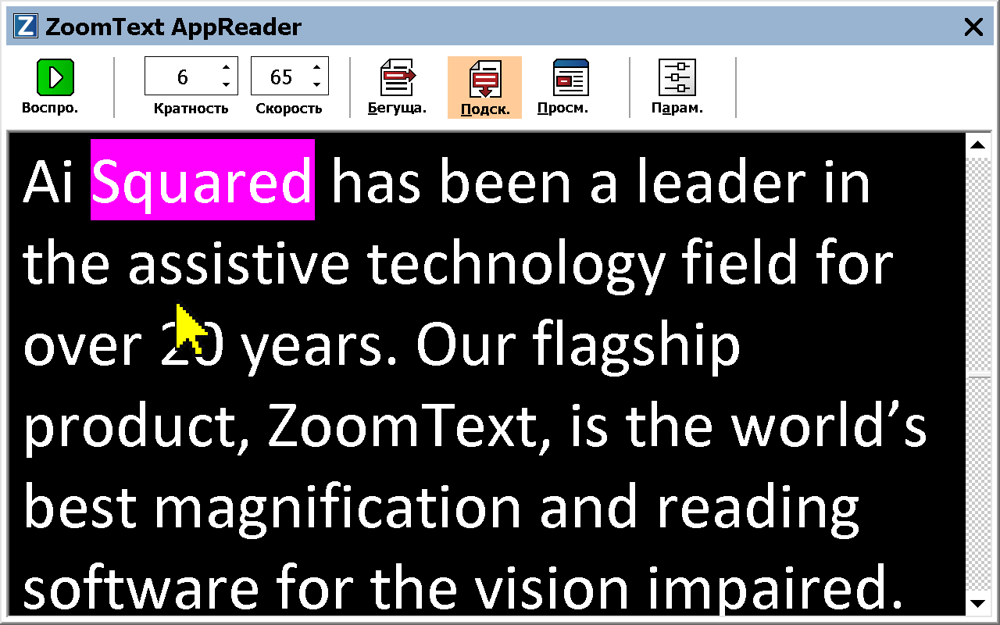 Z ZoomText AppReader
6 65
Воспро. Кратность Скорость Бегуща. Подск. Просм. Парам.
Ai Squared has been a leader in
the assistive technology field for
over 20 years. Our flagship
product, ZoomText, is the world’s
best magnification and reading
software for the vision impaired.